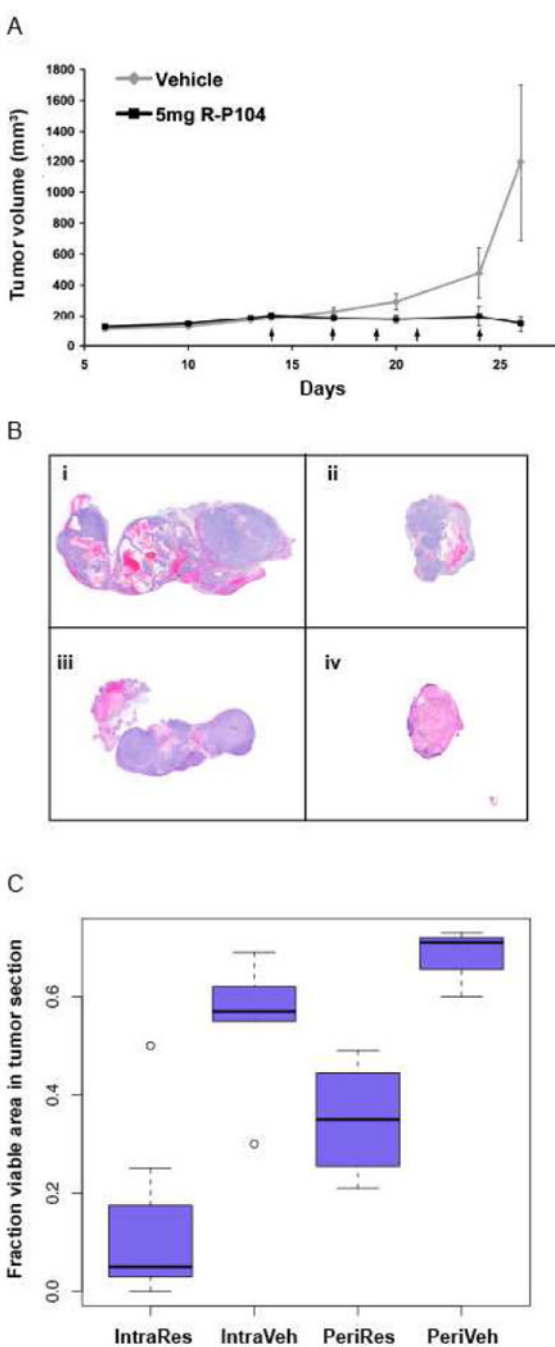 A
Tumor volume (mm³)
1800
1600
1400
1200
1000
800
600
400
200
0
Vehicle
5mg R-P104
5
10
15
20
25
Days
B
i
ii
iii
iv
C
Fraction viable area in tumor section
0.6
0.4
0.2
0.0
IntraRes
IntraVeh
PeriRes
PeriVeh